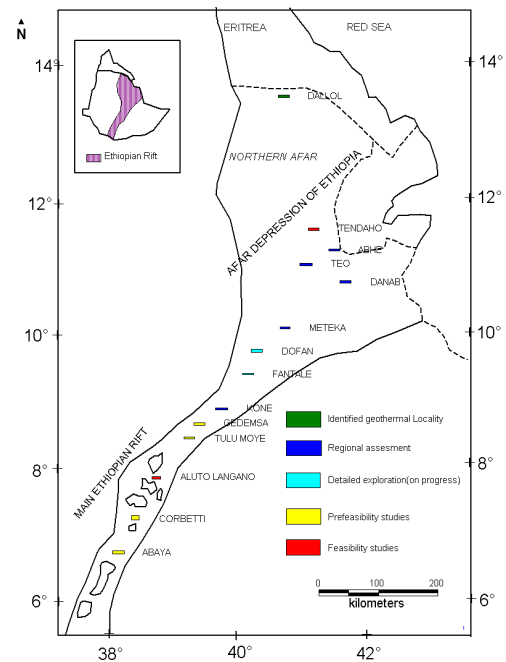 N
ERITREA
RED SEA
14°
14°
DALLOL
Ethiopian Rift
NORTHERN AFAR
AFAR DEPRESSION OF ETHIOPIA
12°
12°
TENDAHO
ABHE
TEO
DANAB
METEKA
10°
10°
DOFAN
FANTALE
KONE
GEDEMSA
TULU MOYE
MAIN ETHIOPIAN RIFT
8°
8°
ALUTO LANGANO
CORBETTI
ABAYA
Identified geothermal Locality
Regional assesment
Detailed exploration(on progress)
Prefeasibility studies
Feasibility studies
0 100 200
kilometers
6°
6°
38° 40° 42°